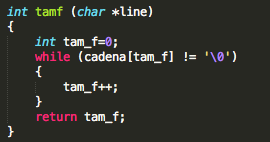 int tamf (char *line)
{
    int tam_f=0;
    while (cadena[tam_f] != '\0')
    {
        tam_f++;
    }
    return tam_f;
}